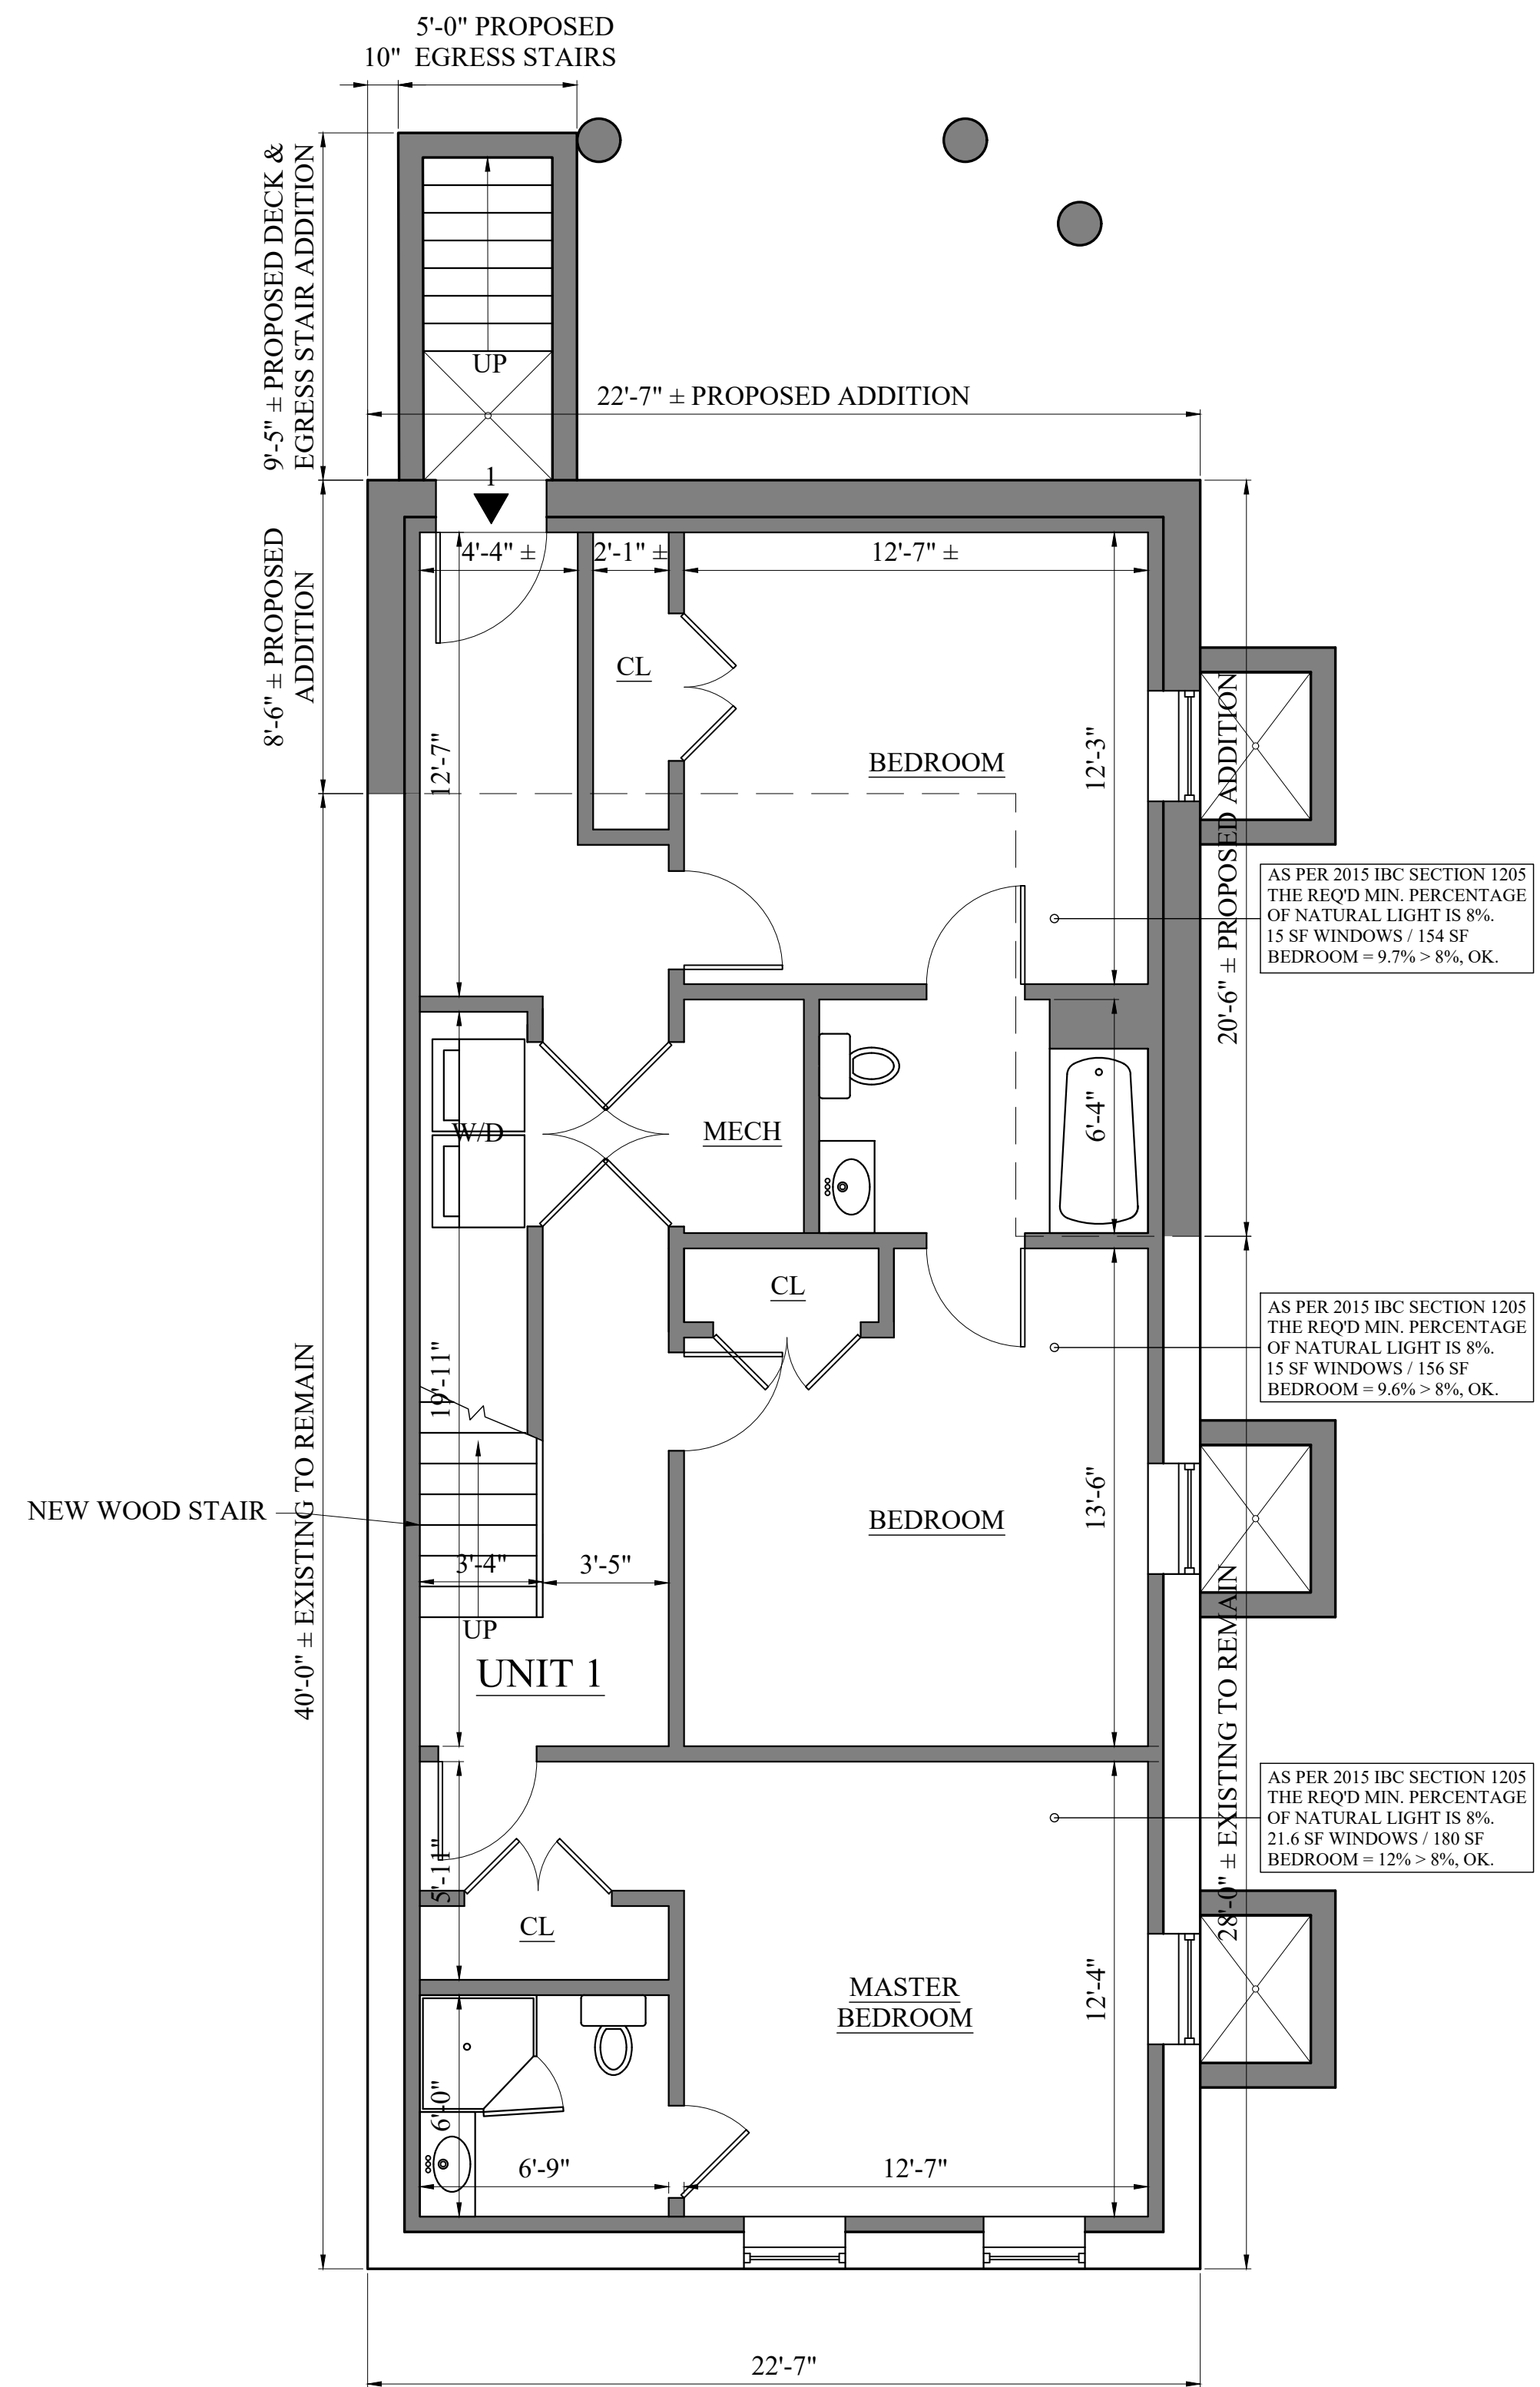 5'-0" PROPOSED
10" EGRESS STAIRS
9'-5" ± PROPOSED DECK &
EGRESS STAIR ADDITION
UP
22'-7" ± PROPOSED ADDITION
1
8'-6" ± PROPOSED
ADDITION
4'-4" ±
2'-1" ±
12'-7" ±
CL
12'-7"
BEDROOM
12'-3"
20'-6" ± PROPOSED ADDITION
AS PER 2015 IBC SECTION 1205
THE REQ'D MIN. PERCENTAGE
OF NATURAL LIGHT IS 8%.
15 SF WINDOWS / 154 SF
BEDROOM = 9.7% > 8%, OK.
W/D
MECH
6'-4"
CL
AS PER 2015 IBC SECTION 1205
THE REQ'D MIN. PERCENTAGE
OF NATURAL LIGHT IS 8%.
15 SF WINDOWS / 156 SF
BEDROOM = 9.6% > 8%, OK.
19'-11"
40'-0" ± EXISTING TO REMAIN
NEW WOOD STAIR
BEDROOM
13'-6"
3'-4"
3'-5"
UP
UNIT 1
28'-0" ± EXISTING TO REMAIN
AS PER 2015 IBC SECTION 1205
THE REQ'D MIN. PERCENTAGE
OF NATURAL LIGHT IS 8%.
21.6 SF WINDOWS / 180 SF
BEDROOM = 12% > 8%, OK.
5'-11"
CL
MASTER
BEDROOM
12'-4"
6'-0"
6'-9"
12'-7"
22'-7"